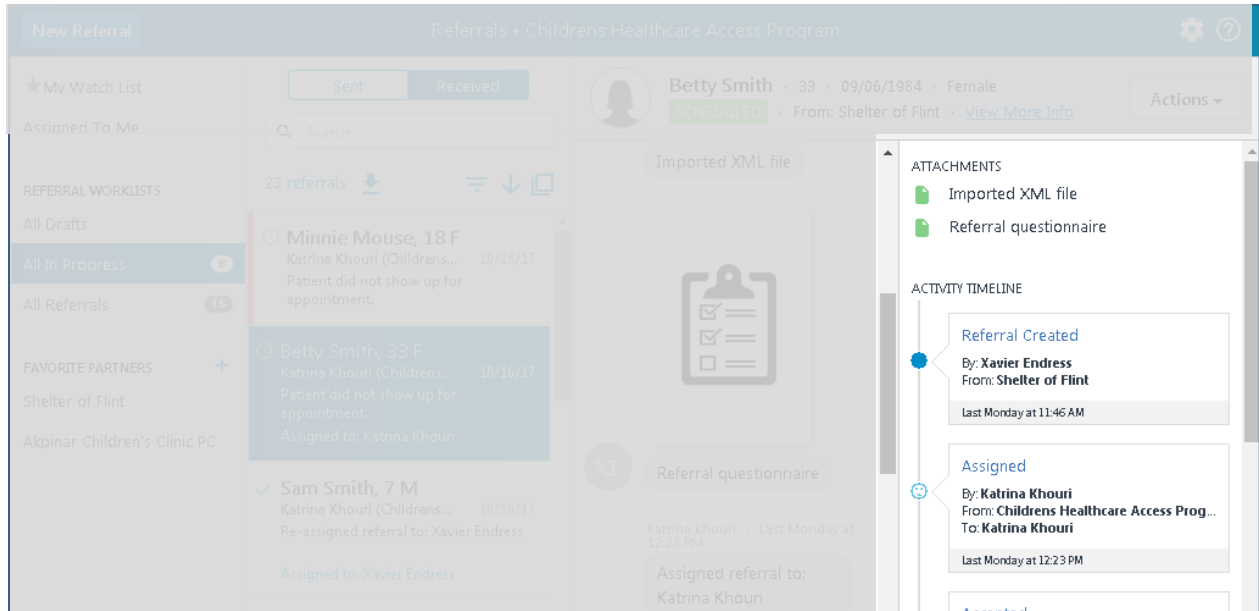 New Referral
Referrals • Childrens Healthcare Access Program
★My Watch List
Assigned To Me
REFERRAL WORKLISTS
All Drafts
All In Progress 8
All Referrals 15
FAVORITE PARTNERS +
Shelter of Flint
Akpinar Children's Clinic PC
Sent Received
Search
23 referrals
Minnie Mouse, 18 F
Katrina Khouri (Childrens... 10/16/17
Patient did not show up for
appointment.
Betty Smith, 33 F
Katrina Khouri (Childrens... 10/16/17
Patient did not show up for
appointment.
Assigned to: Katrina Khouri
Sam Smith, 7 M
Katrina Khouri (Childrens... 10/16/17
Re-assigned referral to: Xavier Endress
Assigned to: Xavier Endress
Betty Smith · 33 · 09/06/1984 · Female
SCHEDULED · From: Shelter of Flint · View More Info
Actions
Imported XML file
Referral questionnaire
Katrina Khouri · Last Monday at
12:23 PM
Assigned referral to:
Katrina Khouri
ATTACHMENTS
Imported XML file
Referral questionnaire
ACTIVITY TIMELINE
Referral Created
By: Xavier Endress
From: Shelter of Flint
Last Monday at 11:46 AM
Assigned
By: Katrina Khouri
From: Childrens Healthcare Access Prog...
To: Katrina Khouri
Last Monday at 12:23 PM
Accepted